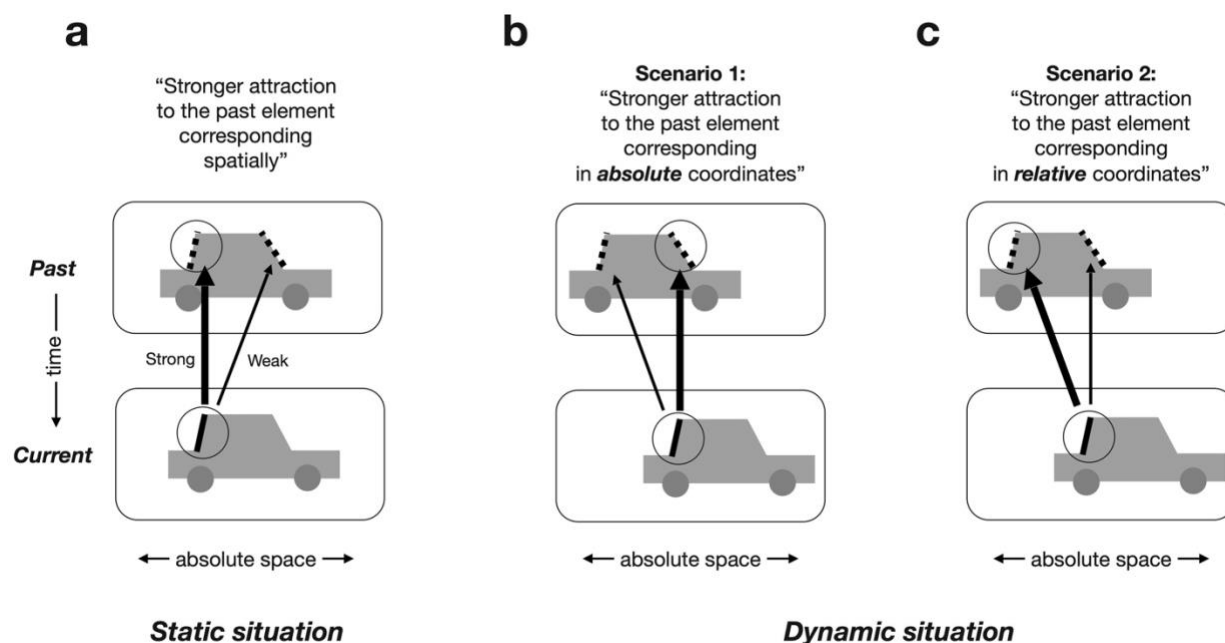 a
“Stronger attraction
to the past element
corresponding
spatially”
Past
time
Current
Strong
Weak
absolute space
Static situation
b
Scenario 1:
“Stronger attraction
to the past element
corresponding
in absolute coordinates”
absolute space
c
Scenario 2:
“Stronger attraction
to the past element
corresponding
in relative coordinates”
absolute space
Dynamic situation